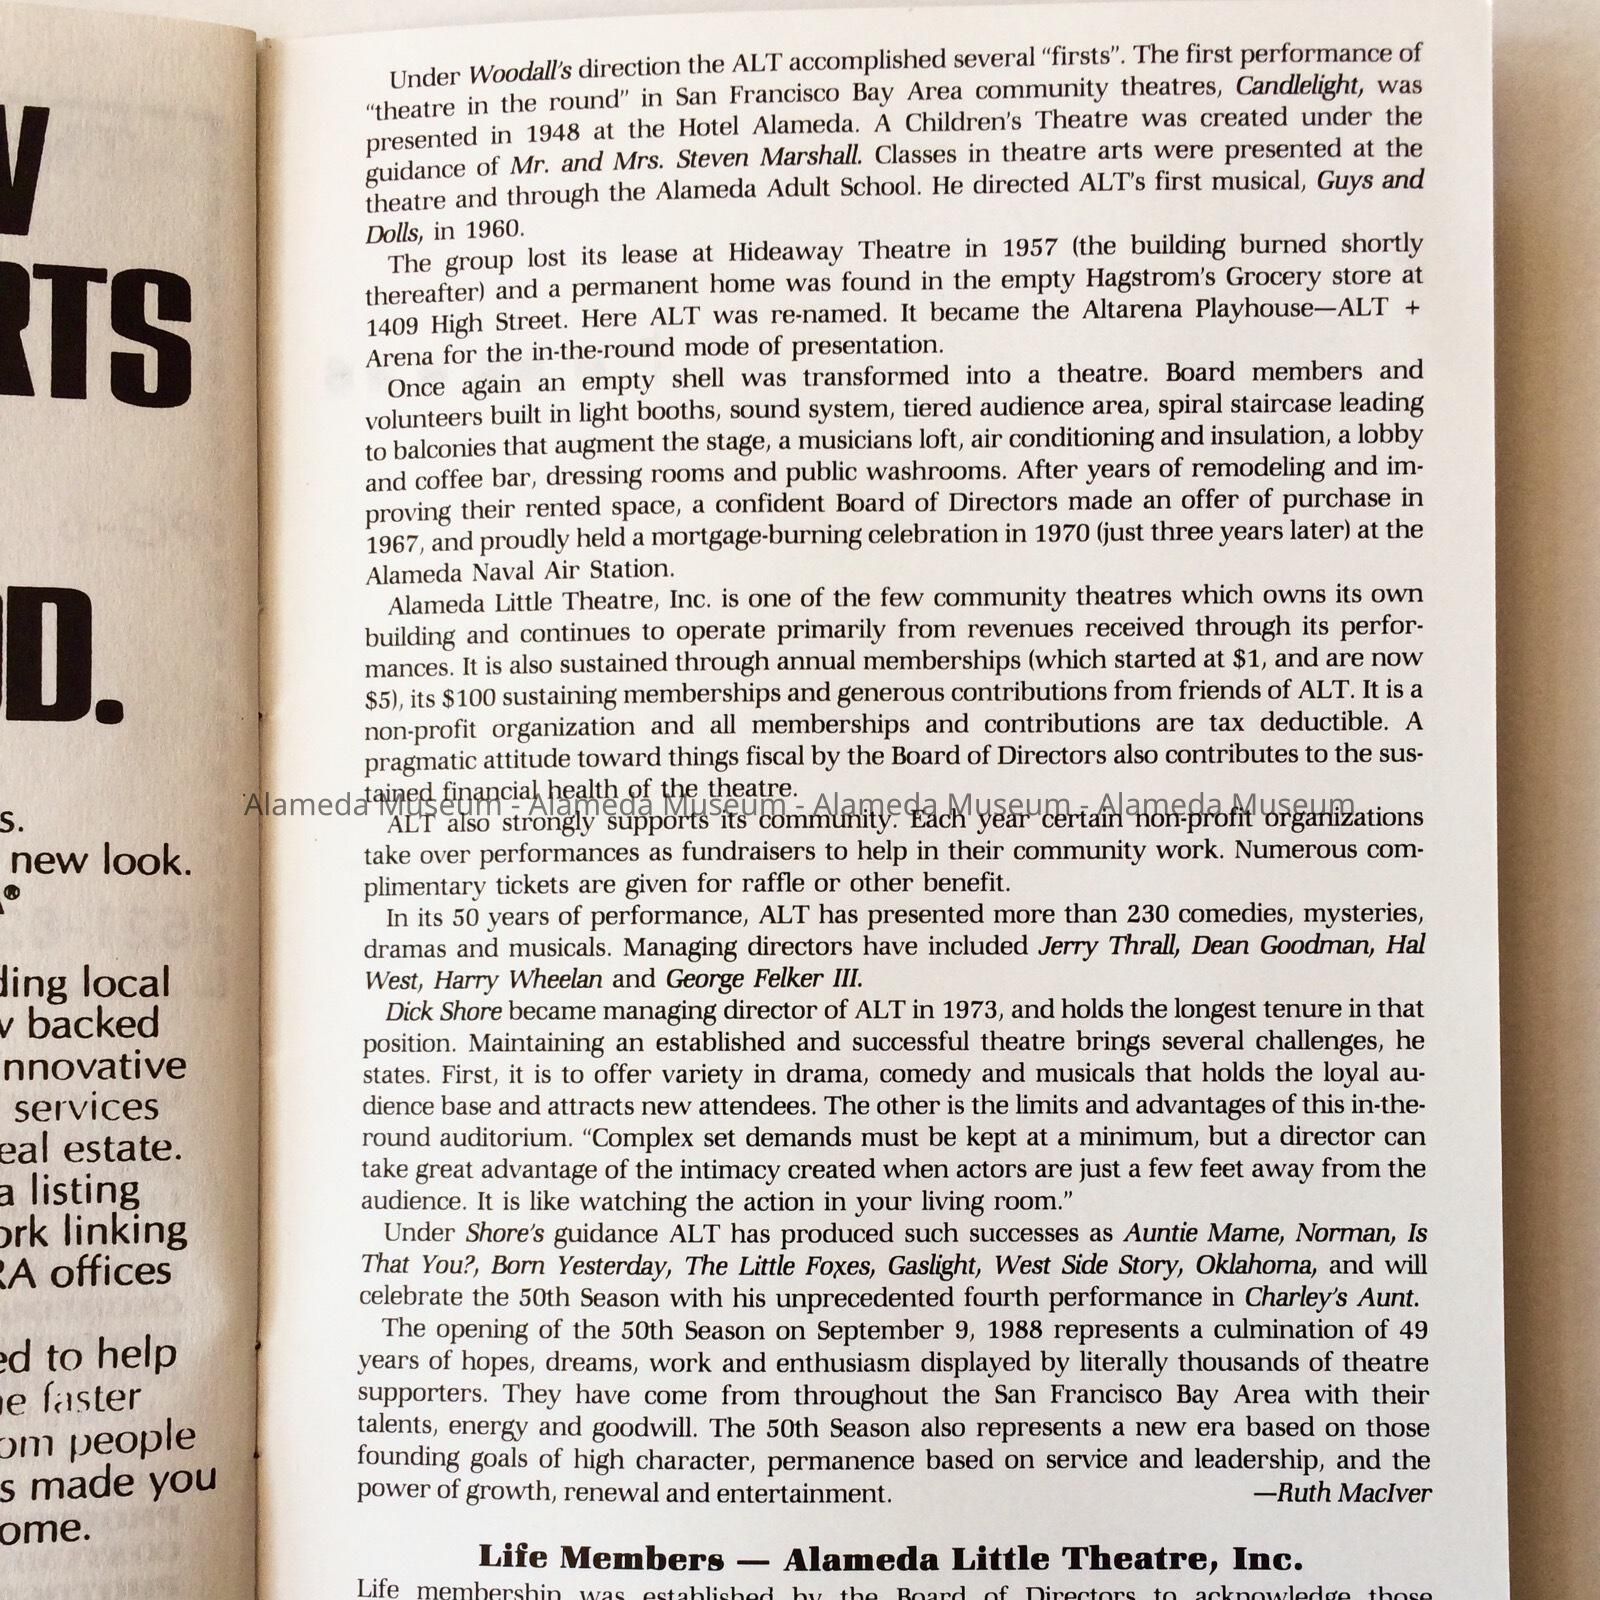 W
RTS
D.
s.
new look.
®
ding local
backed
nnovative
services
eal estate.
a listing
ork linking
RA offices
ed to help
faster
om people
s made you
ome.
Under Woodall's direction the ALT accomplished several “firsts”. The first performance of
“theatre in the round” in San Francisco Bay Area community theatres, Candlelight, was
presented in 1948 at the Hotel Alameda. A Children's Theatre was created under the
guidance of Mr. and Mrs. Steven Marshall. Classes in theatre arts were presented at the
theatre and through the Alameda Adult School. He directed ALT's first musical, Guys and
Dolls, in 1960.
The group lost its lease at Hideaway Theatre in 1957 (the building burned shortly
thereafter) and a permanent home was found in the empty Hagstrom's Grocery store at
1409 High Street. Here ALT was re-named. It became the Altarena Playhouse—ALT +
Arena for the in-the-round mode of presentation.
Once again an empty shell was transformed into a theatre. Board members and
volunteers built in light booths, sound system, tiered audience area, spiral staircase leading
to balconies that augment the stage, a musicians loft, air conditioning and insulation, a lobby
and coffee bar, dressing rooms and public washrooms. After years of remodeling and im-
proving their rented space, a confident Board of Directors made an offer of purchase in
1967, and proudly held a mortgage-burning celebration in 1970 (just three years later) at the
Alameda Naval Air Station.
Alameda Little Theatre, Inc. is one of the few community theatres which owns its own
building and continues to operate primarily from revenues received through its perfor-
mances. It is also sustained through annual memberships (which started at $1, and are now
$5), its $100 sustaining memberships and generous contributions from friends of ALT. It is a
non-profit organization and all memberships and contributions are tax deductible. A
pragmatic attitude toward things fiscal by the Board of Directors also contributes to the sus-
tained financial health of the theatre.
Alameda Museum - Alameda Museum - Alameda Museum - Alameda Museum
ALT also strongly supports its community. Each year certain non-profit organizations
take over performances as fundraisers to help in their community work. Numerous com-
plimentary tickets are given for raffle or other benefit.
In its 50 years of performance, ALT has presented more than 230 comedies, mysteries,
dramas and musicals. Managing directors have included Jerry Thrall, Dean Goodman, Hal
West, Harry Wheelan and George Felker III.
Dick Shore became managing director of ALT in 1973, and holds the longest tenure in that
position. Maintaining an established and successful theatre brings several challenges, he
states. First, it is to offer variety in drama, comedy and musicals that holds the loyal au-
dience base and attracts new attendees. The other is the limits and advantages of this in-the-
round auditorium. “Complex set demands must be kept at a minimum, but a director can
take great advantage of the intimacy created when actors are just a few feet away from the
audience. It is like watching the action in your living room.”
Under Shore's guidance ALT has produced such successes as Auntie Mame, Norman, Is
That You?, Born Yesterday, The Little Foxes, Gaslight, West Side Story, Oklahoma, and will
celebrate the 50th Season with his unprecedented fourth performance in Charley's Aunt.
The opening of the 50th Season on September 9, 1988 represents a culmination of 49
years of hopes, dreams, work and enthusiasm displayed by literally thousands of theatre
supporters. They have come from throughout the San Francisco Bay Area with their
talents, energy and goodwill. The 50th Season also represents a new era based on those
founding goals of high character, permanence based on service and leadership, and the
power of growth, renewal and entertainment. —Ruth MacIver
Life Members — Alameda Little Theatre, Inc.
Life membership was established by the Board of Directors to acknowledge those